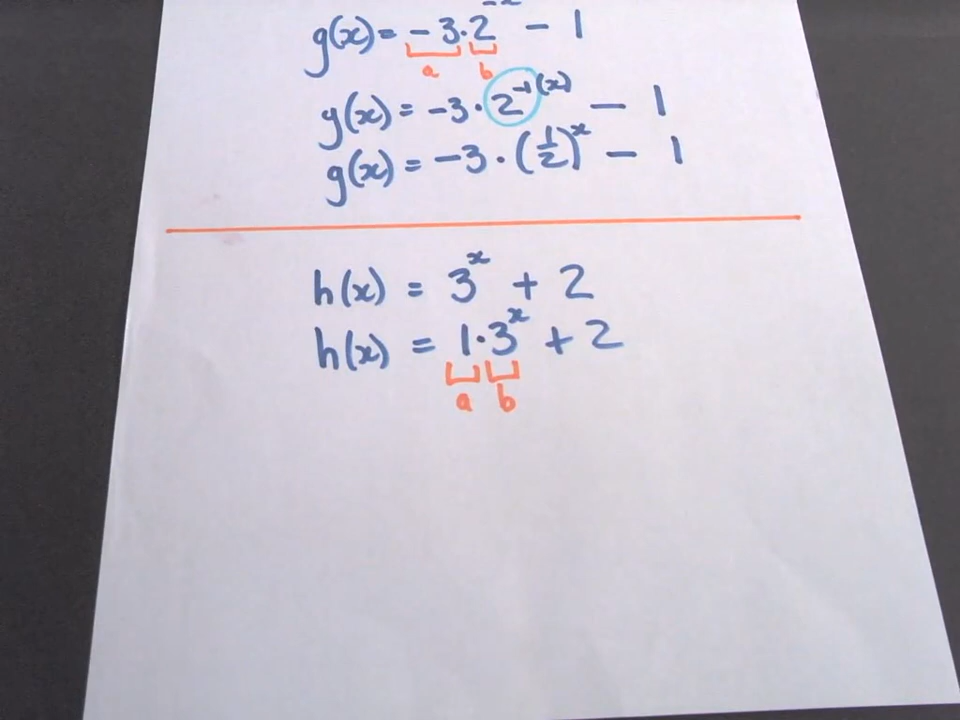 g(x) = -3·2^-x - 1
a b
g(x) = -3·2^-1(x) - 1
g(x) = -3·(1/2)^x - 1
h(x) = 3^x + 2
h(x) = 1·3^x + 2
a b